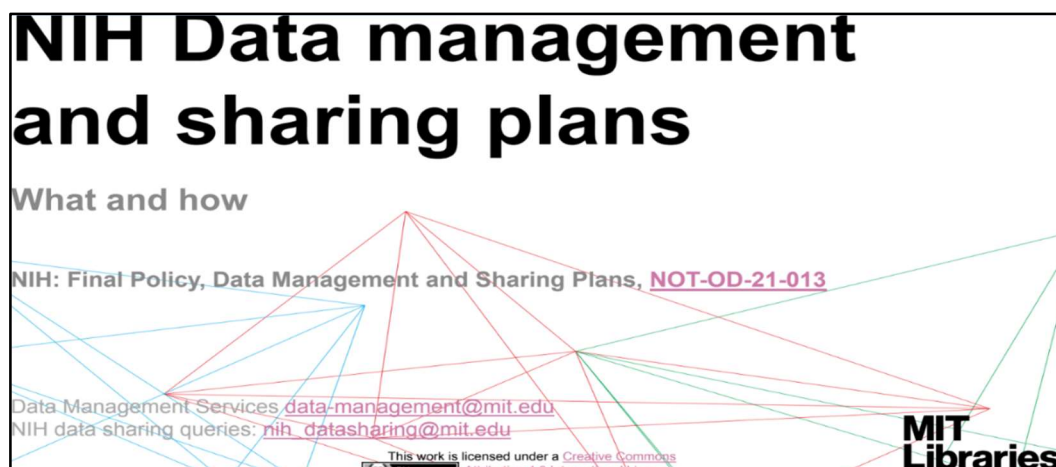 NIH Data management
and sharing plans
What and how
NIH: Final Policy, Data Management and Sharing Plans, NOT-OD-21-013
Data Management Services data-management@mit.edu
NIH data sharing queries: nih_datasharing@mit.edu
This work is licensed under a Creative Commons
MIT
Libraries